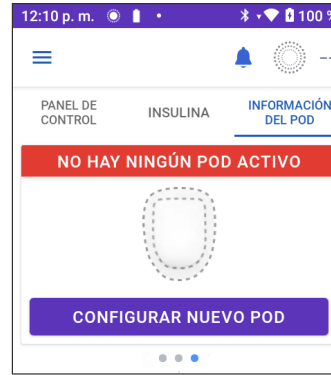 12:10 p. m. 100 %
PANEL DE
CONTROL
INSULINA
INFORMACIÓN
DEL POD
NO HAY NINGÚN POD ACTIVO
CONFIGURAR NUEVO POD